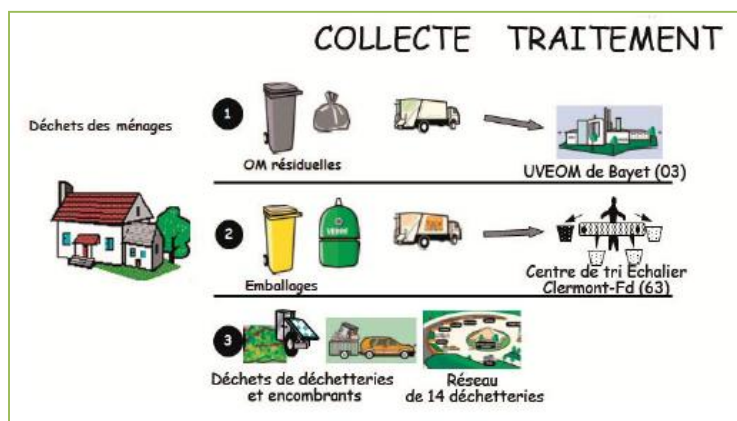 COLLECTE TRAITEMENT
Déchets des ménages
1
OM résiduelles
UVEOM de Bayet (03)
2
VERRE
Emballages
Centre de tri Echalier
Clermont-Fd (63)
3
Déchets de déchetteries
et encombrants
Réseau
de 14 déchetteries